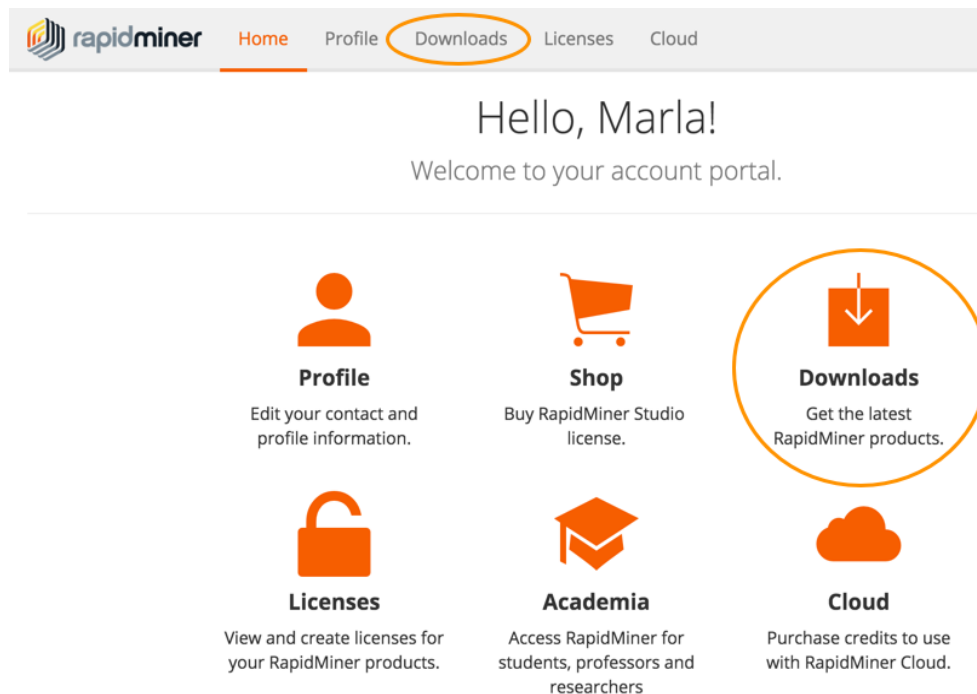 rapidminer Home Profile Downloads Licenses Cloud
Hello, Marla!
Welcome to your account portal.
Profile
Edit your contact and
profile information.
Shop
Buy RapidMiner Studio
license.
Downloads
Get the latest
RapidMiner products.
Licenses
View and create licenses for
your RapidMiner products.
Academia
Access RapidMiner for
students, professors and
researchers
Cloud
Purchase credits to use
with RapidMiner Cloud.